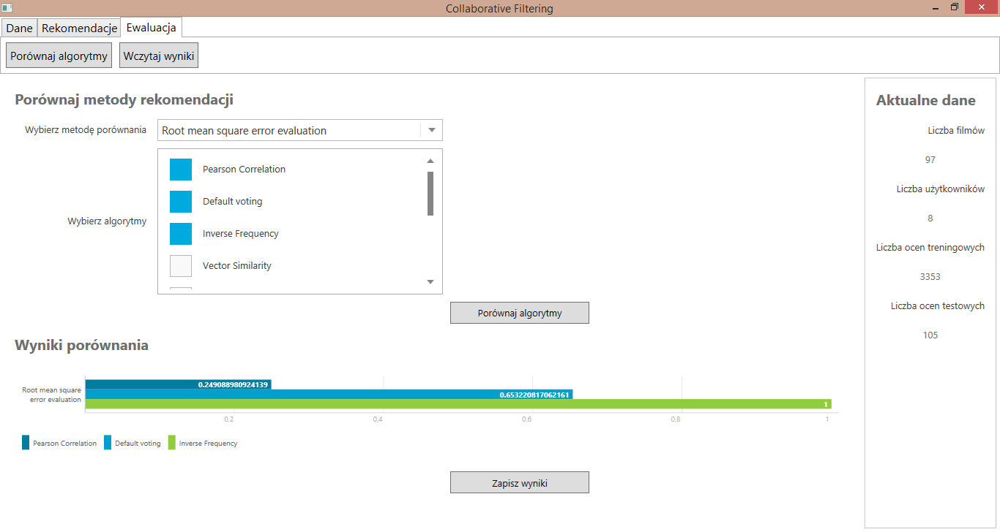 Collaborative Filtering
Dane
Rekomendacje
Ewaluacja
Porównaj algorytmy
Wczytaj wyniki
Porównaj metody rekomendacji
Wybierz metodę porównania
Root mean square error evaluation
Wybierz algorytmy
Pearson Correlation
Default voting
Inverse Frequency
Vector Similarity
Porównaj algorytmy
Wyniki porównania
Root mean square
error evaluation
0.249088980924139
0.653220817062161
1
0,2
0,4
0,6
0,8
1
Pearson Correlation
Default voting
Inverse Frequency
Zapisz wyniki
Aktualne dane
Liczba filmów
97
Liczba użytkowników
8
Liczba ocen treningowych
3353
Liczba ocen testowych
105